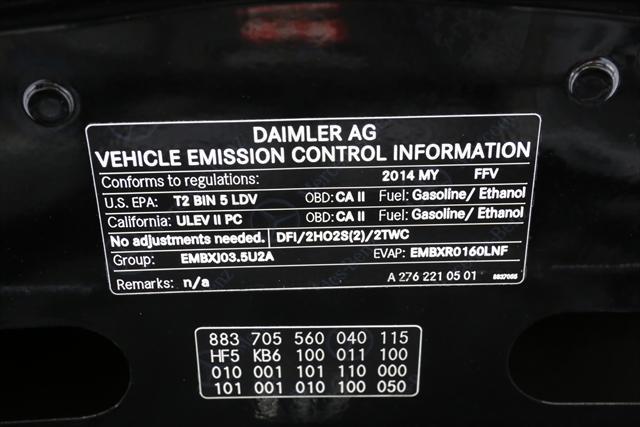 DAIMLER AG
VEHICLE EMISSION CONTROL INFORMATION
Conforms to regulations: 2014 MY FFV
U.S. EPA: T2 BIN 5 LDV OBD: CA II Fuel: Gasoline/ Ethanol
California: ULEV II PC OBD: CA II Fuel: Gasoline/ Ethanol
No adjustments needed. DFI/2HO2S(2)/2TWC
Group: EMBXJ03.5U2A EVAP: EMBXR0160LNF
Remarks: n/a A 276 221 05 01
883 705 560 040 115
HF5 KB6 100 011 100
010 001 101 110 000
101 001 010 100 050